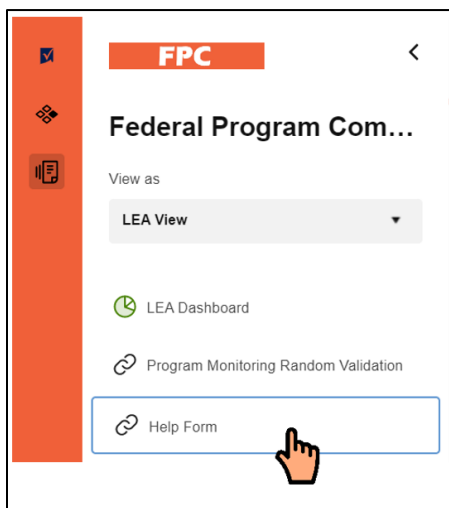 FPC
Federal Program Com...
View as
LEA View
LEA Dashboard
Program Monitoring Random Validation
Help Form